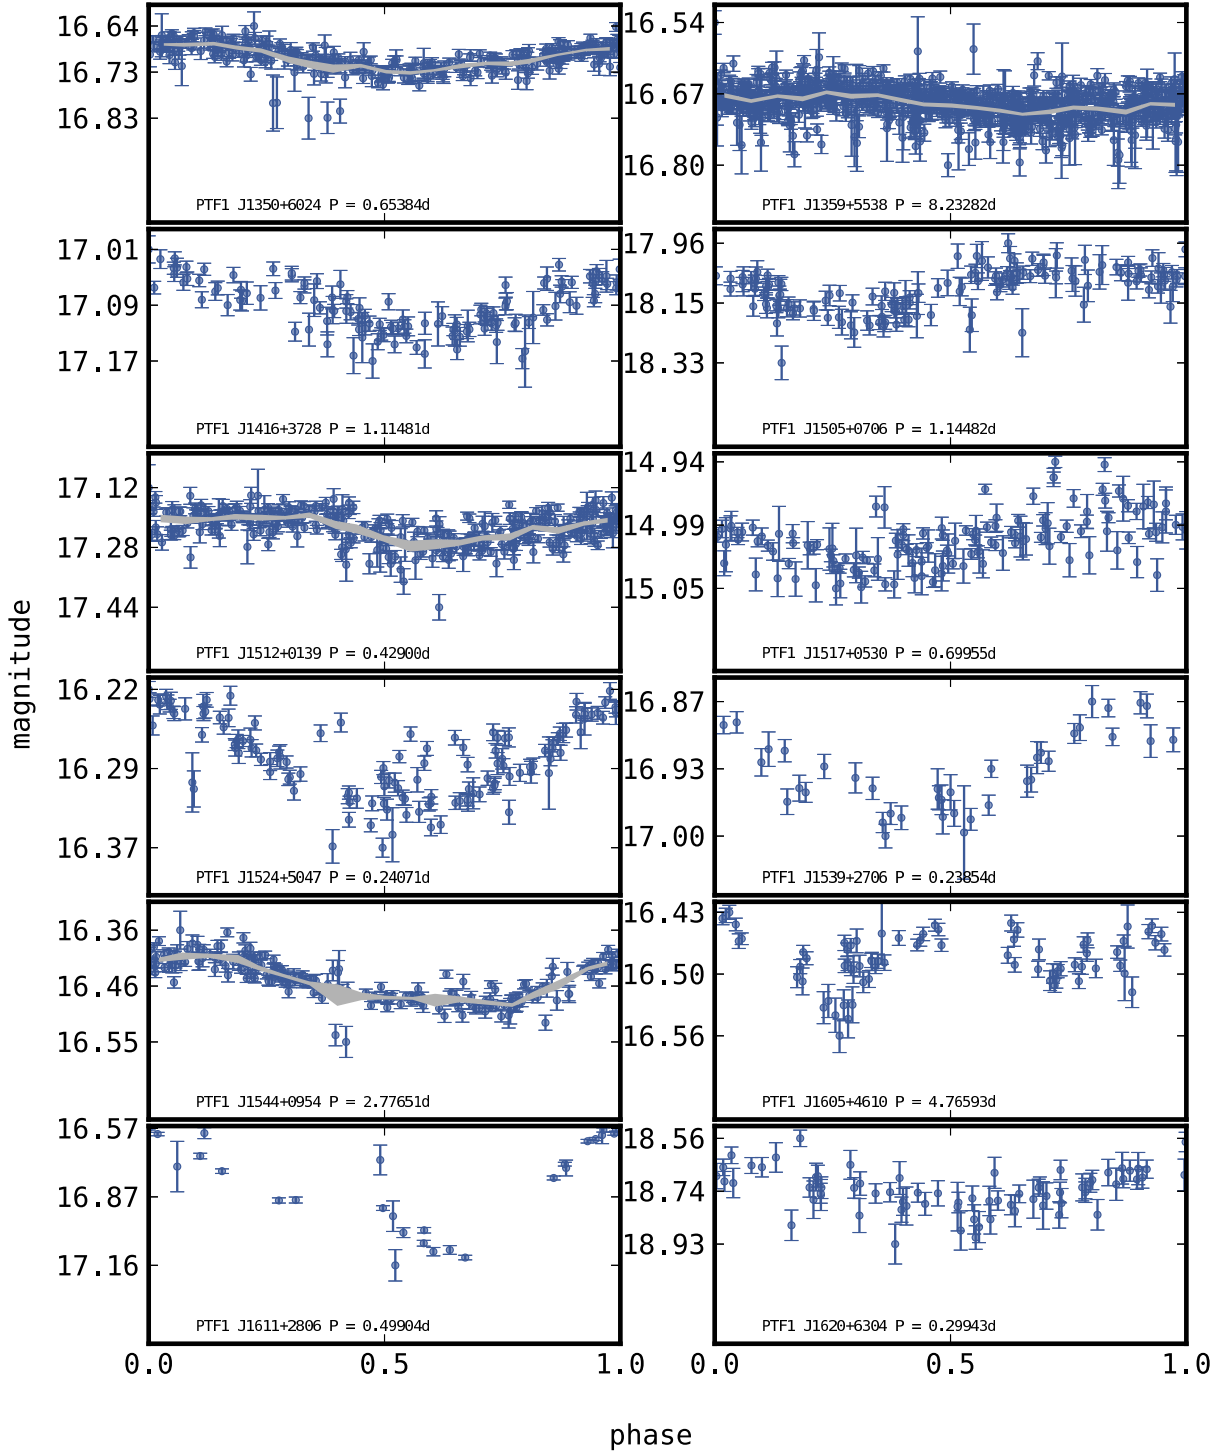 16.64
16.73
16.83
PTF1 J1350+6024 P = 0.65384d
16.54
16.67
16.80
PTF1 J1359+5538 P = 8.23282d
17.01
17.09
17.17
PTF1 J1416+3728 P = 1.11481d
17.96
18.15
18.33
PTF1 J1505+0706 P = 1.14482d
17.12
17.28
17.44
PTF1 J1512+0139 P = 0.42900d
14.94
14.99
15.05
PTF1 J1517+0530 P = 0.69955d
magnitude
16.22
16.29
16.37
PTF1 J1524+5047 P = 0.24071d
16.87
16.93
17.00
PTF1 J1539+2706 P = 0.23854d
16.36
16.46
16.55
PTF1 J1544+0954 P = 2.77651d
16.43
16.50
16.56
PTF1 J1605+4610 P = 4.76593d
16.57
16.87
17.16
PTF1 J1611+2806 P = 0.49904d
18.56
18.74
18.93
PTF1 J1620+6304 P = 0.29943d
0.0 0.5 1.0
0.0 0.5 1.0
phase